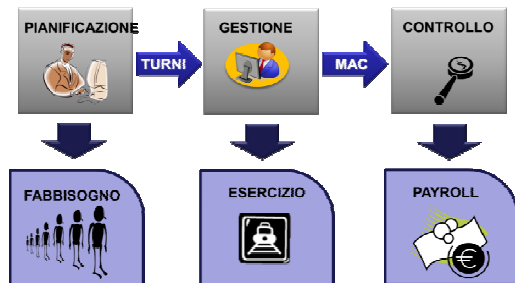 PIANIFICAZIONE
TURNI
GESTIONE
MAC
CONTROLLO
FABBISOGNO
ESERCIZIO
PAYROLL
€